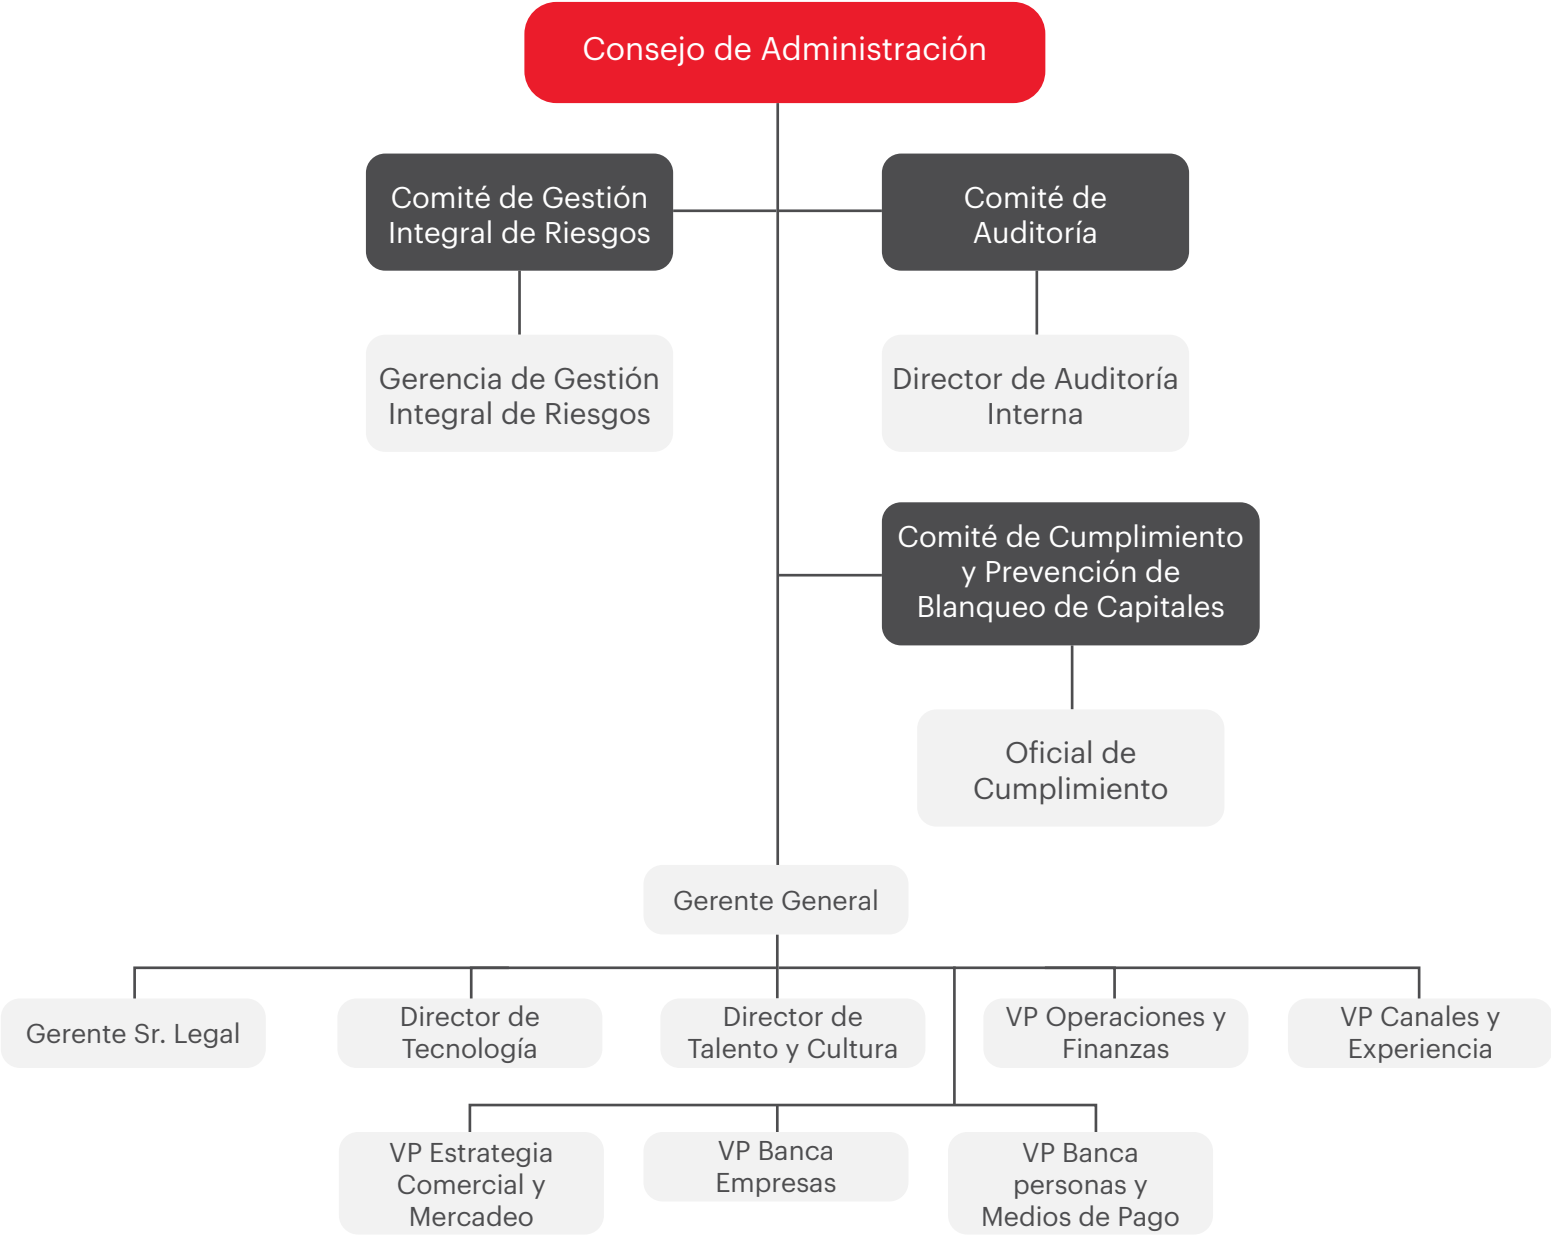 Consejo de Administración
Comité de Gestión
Integral de Riesgos
Comité de
Auditoría
Gerencia de Gestión
Integral de Riesgos
Director de Auditoría
Interna
Comité de Cumplimiento
y Prevención de
Blanqueo de Capitales
Oficial de
Cumplimiento
Gerente General
Gerente Sr. Legal
Director de
Tecnología
Director de
Talento y Cultura
VP Operaciones y
Finanzas
VP Canales y
Experiencia
VP Estrategia
Comercial y
Mercadeo
VP Banca
Empresas
VP Banca
personas y
Medios de Pago